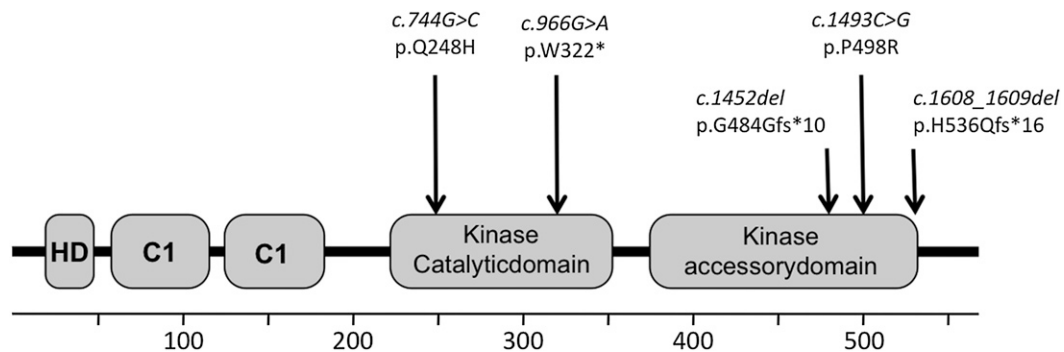 c.744G>C
p.Q248H
c.966G>A
p.W322*
c.1493C>G
p.P498R
c.1452del
p.G484Gfs*10
c.1608_1609del
p.H536Qfs*16
HD
C1
C1
Kinase
Catalyticdomain
Kinase
accessorydomain
100
200
300
400
500